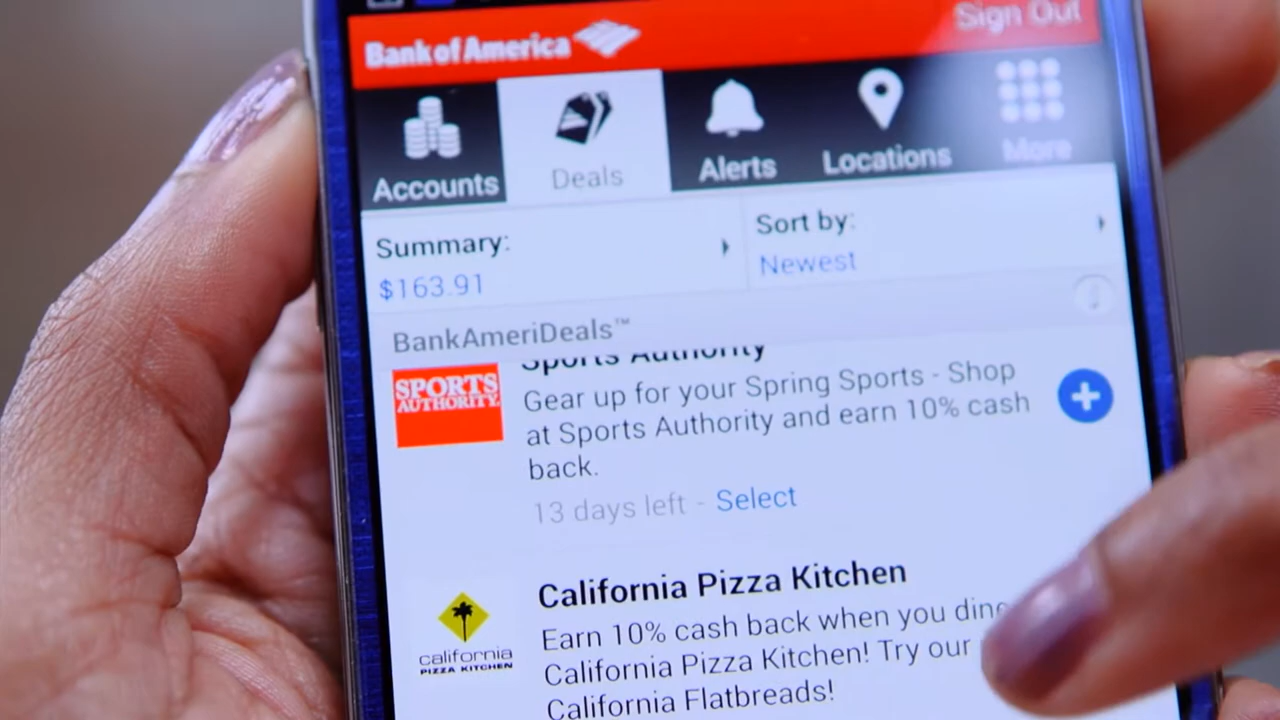 Bank of America
Sign Out
Accounts
Deals
Alerts
Locations
More
Summary:
$163.91
Sort by:
Newest
BankAmeriDeals™
Sports Authority
SPORTS
AUTHORITY.
Gear up for your Spring Sports - Shop
at Sports Authority and earn 10% cash
back.
13 days left - Select
California Pizza Kitchen
california
PIZZA KITCHEN
Earn 10% cash back when you dine
California Pizza Kitchen! Try our
California Flatbreads!